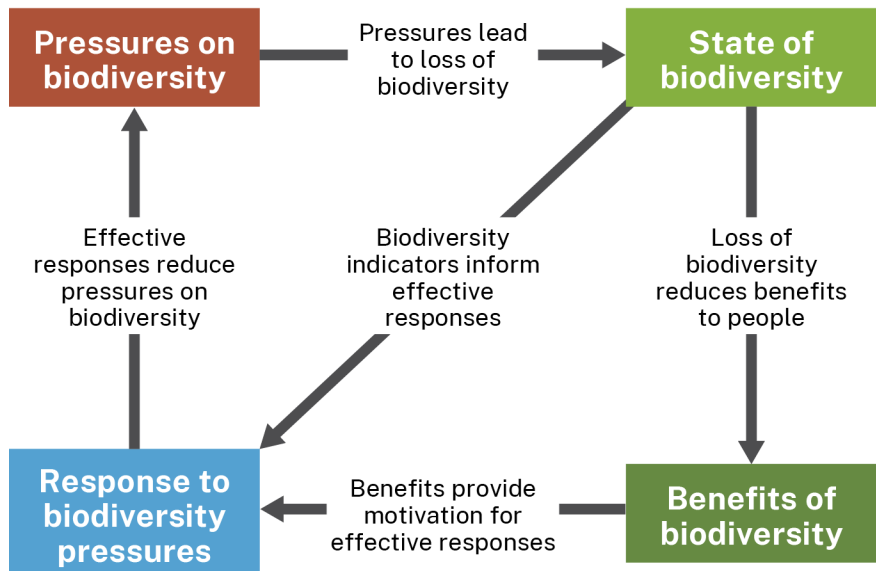 Pressures on
biodiversity
Pressures lead
to loss of
biodiversity
State of
biodiversity
Effective
responses reduce
pressures on
biodiversity
Biodiversity
indicators inform
effective
responses
Loss of
biodiversity
reduces benefits
to people
Response to
biodiversity
pressures
Benefits provide
motivation for
effective responses
Benefits of
biodiversity